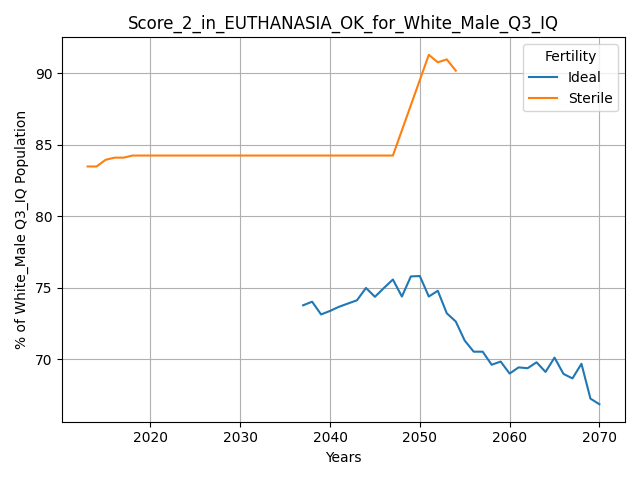 Score_2_in_EUTHANASIA_OK_for_White_Male_Q3_IQ
Fertility
Ideal
Sterile
% of White_Male Q3_IQ Population
90
85
80
75
70
2020 2030 2040 2050 2060 2070
Years